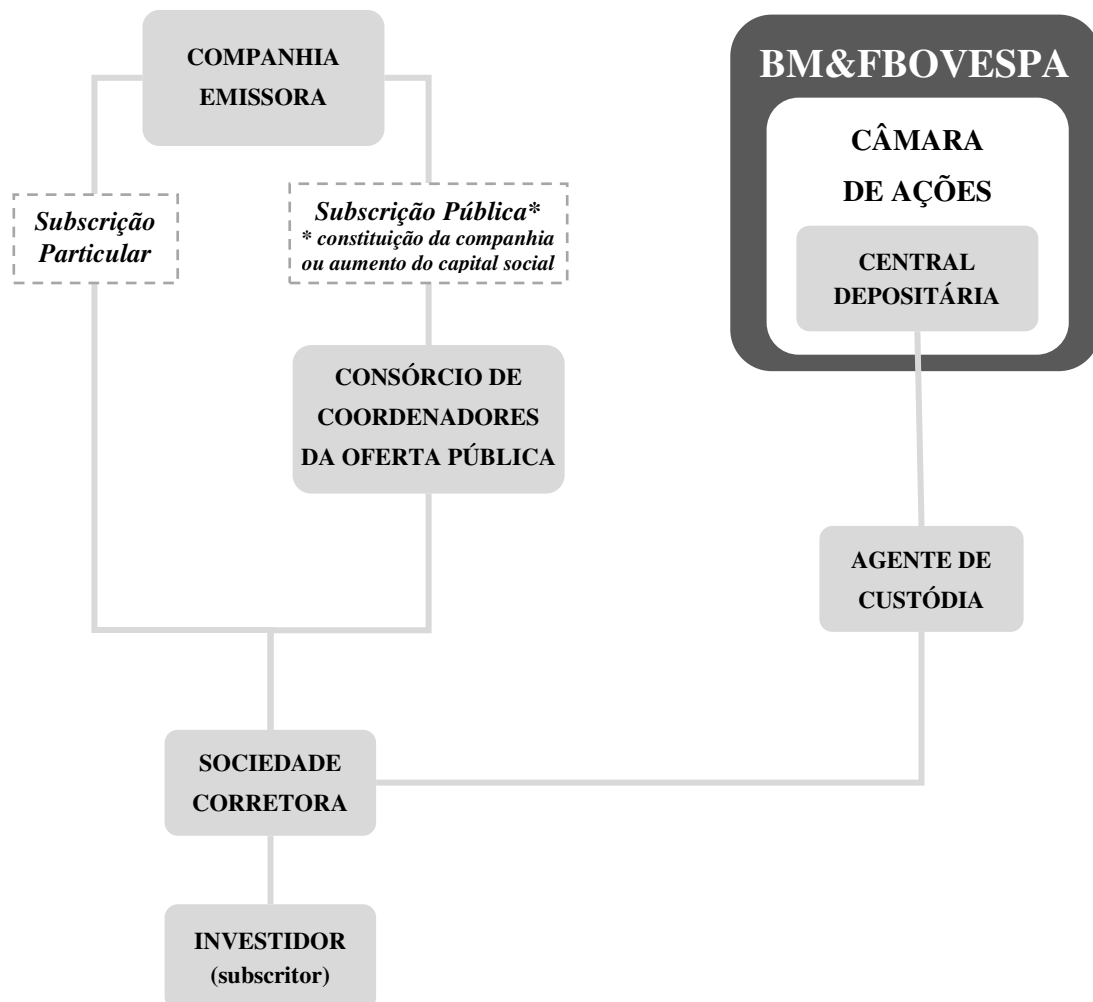 COMPANHIA
EMISSORA
Subscrição
Particular
Subscrição Pública*
* constituição da companhia
ou aumento do capital social
CONSÓRCIO DE
COORDENADORES
DA OFERTA PÚBLICA
SOCIEDADE
CORRETORA
INVESTIDOR
(subscritor)
BM&FBOVESPA
CÂMARA
DE AÇÕES
CENTRAL
DEPOSITÁRIA
AGENTE DE
CUSTÓDIA